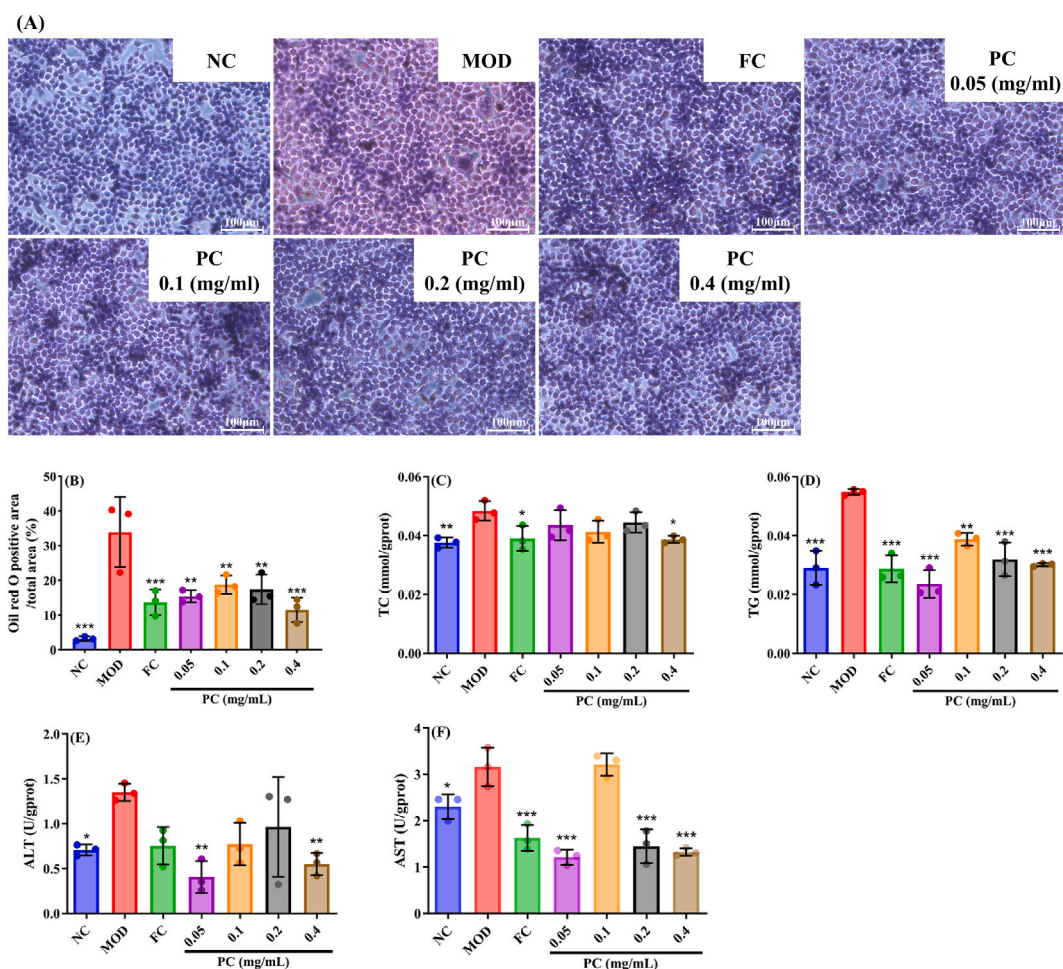 (A)
NC
MOD
FC
PC
0.05 (mg/ml)
100μm
100μm
100μm
100μm
PC
0.1 (mg/ml)
PC
0.2 (mg/ml)
PC
0.4 (mg/ml)
100μm
100μm
100μm
(B)
Oil red O positive area
/total area (%)
50
40
30
20
10
0
***
***
**
**
**
***
NC
MOD
FC
0.05
0.1
0.2
0.4
PC (mg/mL)
(C)
TC (mmol/gprot)
0.06
0.04
0.02
0.00
**
*
*
NC
MOD
FC
0.05
0.1
0.2
0.4
PC (mg/mL)
(D)
TG (mmol/gprot)
0.06
0.04
0.02
0.00
***
***
***
**
***
***
NC
MOD
FC
0.05
0.1
0.2
0.4
PC (mg/mL)
(E)
ALT (U/gprot)
2.0
1.5
1.0
0.5
0.0
*
**
**
NC
MOD
FC
0.05
0.1
0.2
0.4
PC (mg/mL)
(F)
AST (U/gprot)
4
3
2
1
0
*
***
***
***
***
NC
MOD
FC
0.05
0.1
0.2
0.4
PC (mg/mL)